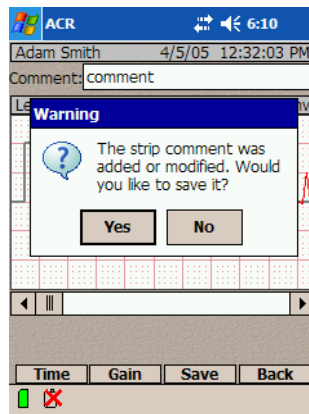 ACR 6:10
Adam Smith 4/5/05 12:32:03 PM
Comment: comment
Le
Warning
The strip comment was
added or modified. Would
you like to save it?
Yes No
Time Gain Save Back